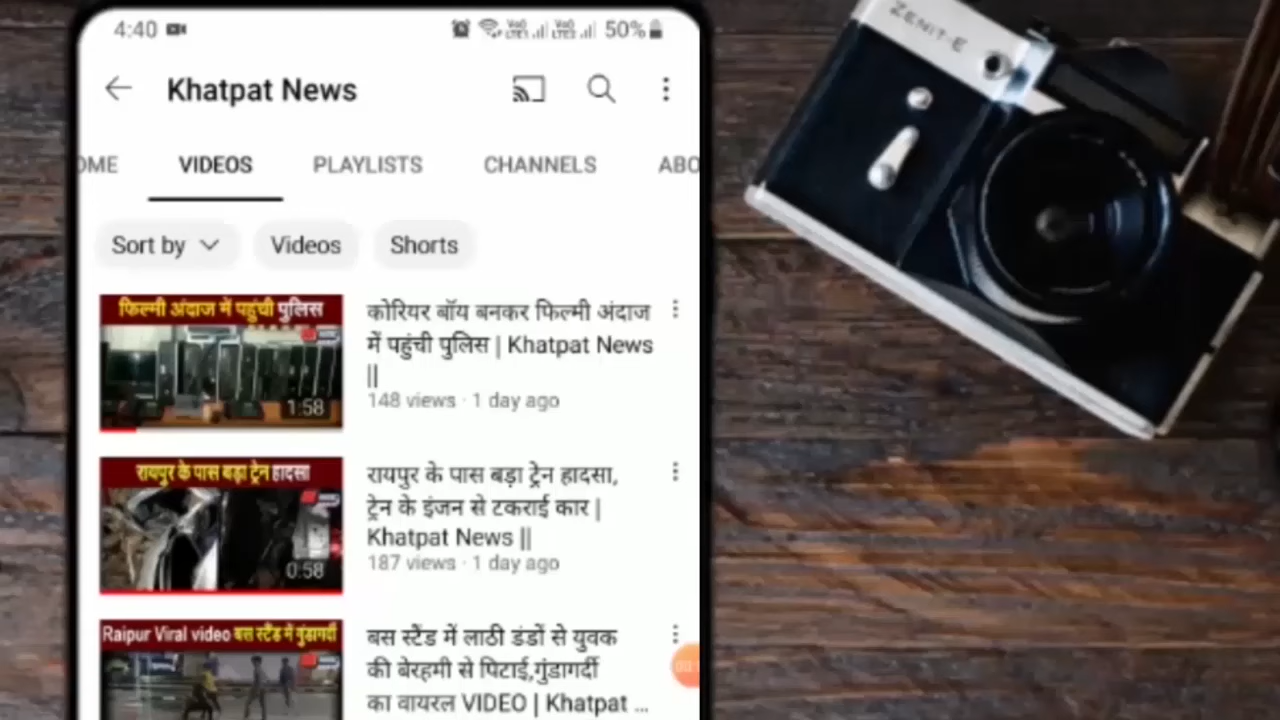 4:40
50%
Khatpat News
OME VIDEOS PLAYLISTS CHANNELS ABO
Sort by Videos Shorts
फिल्मी अंदाज में पहुंची पुलिस
1:58
कोरियर बॉय बनकर फिल्मी अंदाज
में पहुंची पुलिस | Khatpat News
||
148 views · 1 day ago
रायपुर के पास बड़ा ट्रेन हादसा
0:58
रायपुर के पास बड़ा ट्रेन हादसा,
ट्रेन के इंजन से टकराई कार |
Khatpat News ||
187 views · 1 day ago
Raipur Viral video बस स्टैंड में गुंडागर्दी
बस स्टैंड में लाठी डंडों से युवक
की बेरहमी से पिटाई,गुंडागर्दी
का वायरल VIDEO | Khatpat ...
ZENIT-E